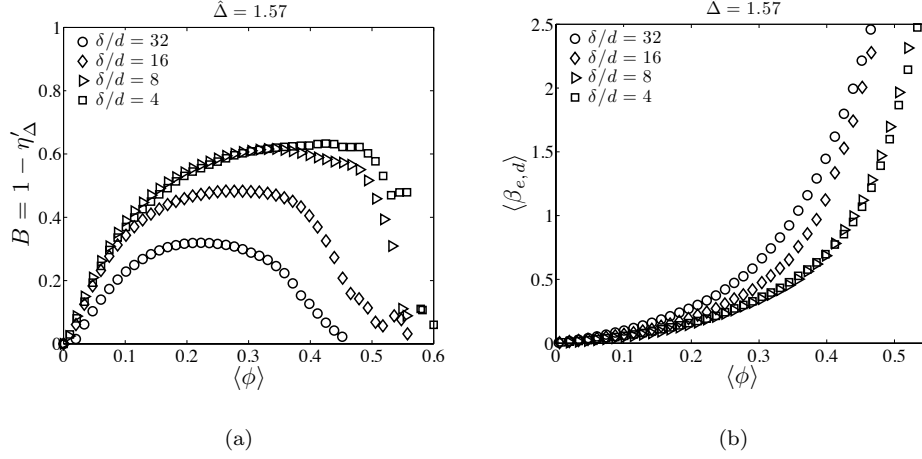 Δ̂ = 1.57
B = 1 − η′Δ
δ/d = 32
δ/d = 16
δ/d = 8
δ/d = 4
1
0.8
0.6
0.4
0.2
0
0 0.1 0.2 0.3 0.4 0.5 0.6
⟨φ⟩
(a)
Δ = 1.57
⟨βe,d⟩
δ/d = 32
δ/d = 16
δ/d = 8
δ/d = 4
2.5
2
1.5
1
0.5
0
0 0.1 0.2 0.3 0.4 0.5
⟨φ⟩
(b)